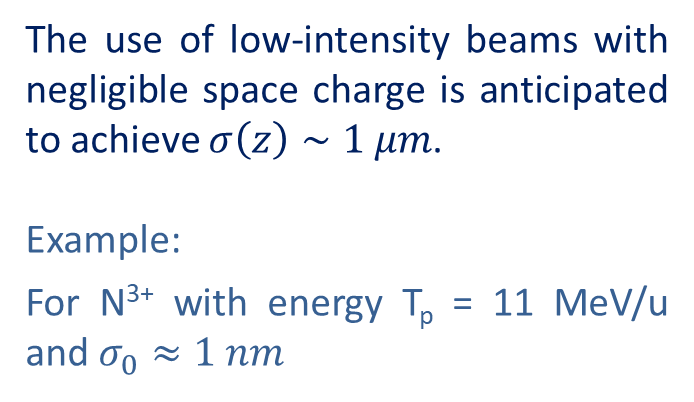 The use of low-intensity beams with
negligible space charge is anticipated
to achieve σ(z) ~ 1 μm.
Example:
For N³⁺ with energy Tₚ = 11 MeV/u
and σ₀ ≈ 1 nm